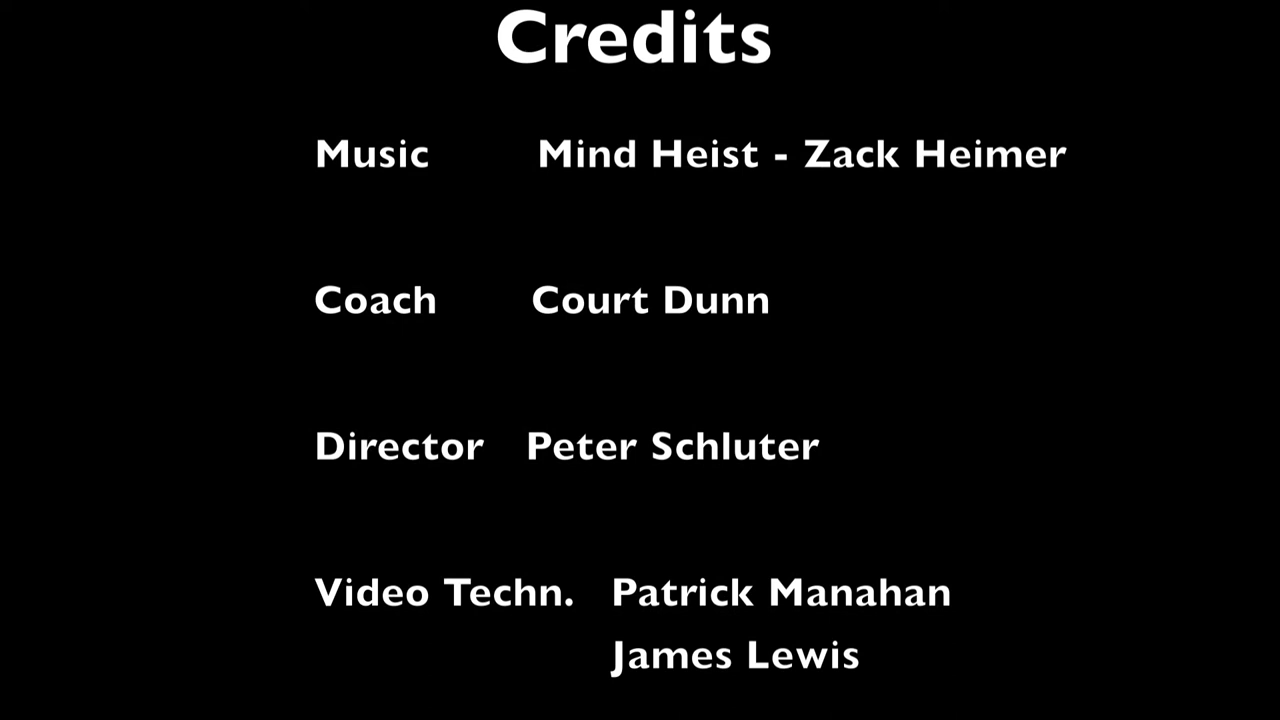 Credits
Music Mind Heist - Zack Heimer
Coach Court Dunn
Director Peter Schluter
Video Techn. Patrick Manahan
James Lewis